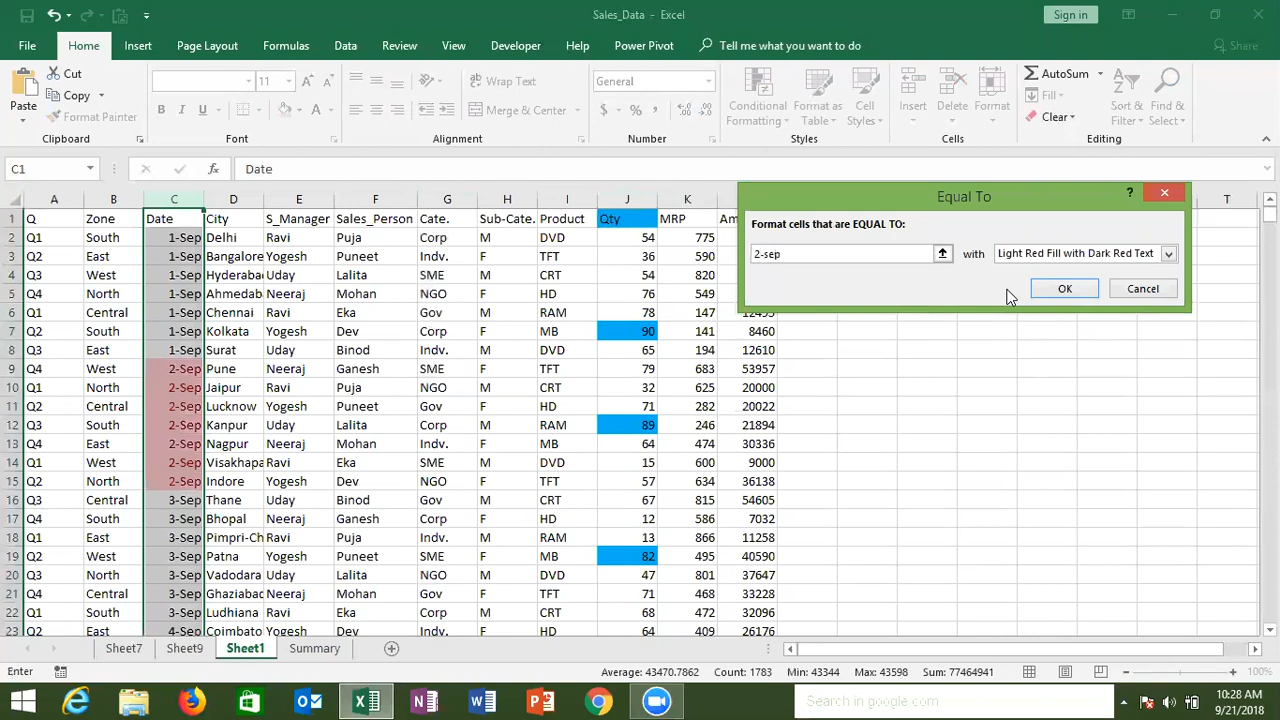 Sales_Data - Excel
Sign in
File Home Insert Page Layout Formulas Data Review View Developer Help Power Pivot Tell me what you want to do Share
Paste
Cut
Copy
Format Painter
Clipboard
11
Font
Wrap Text
Merge & Center
Alignment
General
Number
Conditional Formatting
Format as Table
Cell Styles
Styles
Insert
Delete
Format
Cells
AutoSum
Fill
Clear
Sort & Filter
Find & Select
Editing
C1 fx Date
Equal To
?
Format cells that are EQUAL TO:
2-sep with Light Red Fill with Dark Red Text
OK Cancel
A B C D E F G H I J K T
1 Q Zone Date City S_Manager Sales_Person Cate. Sub-Cate. Product Qty MRP Am
2 Q1 South 1-Sep Delhi Ravi Puja Corp M DVD 54 775
3 Q2 East 1-Sep Bangalore Yogesh Puneet Indv. F HD 36 590
4 Q3 West 1-Sep Hyderabad Uday Lalita SME M CRT 54 820
5 Q4 North 1-Sep Ahmedab Neeraj Mohan NGO F HD 76 549
6 Q1 Central 1-Sep Chennai Ravi Eka Gov M RAM 78 147
7 Q2 South 1-Sep Kolkata Yogesh Dev Corp F MB 90 141 8460
8 Q3 East 1-Sep Surat Uday Binod Indv. M DVD 65 194 12610
9 Q4 West 2-Sep Pune Neeraj Ganesh SME F TFT 79 683 53957
10 Q1 North 2-Sep Jaipur Ravi Puja NGO M CRT 32 625 20000
11 Q2 Central 2-Sep Lucknow Yogesh Puneet Gov F HD 71 282 20022
12 Q3 South 2-Sep Kanpur Uday Lalita Corp M RAM 89 246 21894
13 Q4 East 2-Sep Nagpur Neeraj Mohan Indv. F MB 64 474 30336
14 Q1 West 2-Sep Visakhapa Ravi Eka SME M DVD 15 600 9000
15 Q2 North 2-Sep Indore Yogesh Dev NGO F TFT 57 634 36138
16 Q3 Central 3-Sep Thane Uday Binod Gov M CRT 67 815 54605
17 Q4 South 3-Sep Bhopal Neeraj Ganesh Corp F HD 12 586 7032
18 Q1 East 3-Sep Pimpri-Ch Ravi Puja Indv. M RAM 13 866 11258
19 Q2 West 3-Sep Patna Yogesh Puneet SME F MB 82 495 40590
20 Q3 North 3-Sep Vadodara Uday Lalita NGO M DVD 47 801 37647
21 Q4 Central 3-Sep Ghaziabad Neeraj Mohan Gov F TFT 71 468 33228
22 Q1 South 3-Sep Ludhiana Ravi Eka Corp M CRT 68 472 32096
23 Q2 East 4-Sep Coimbato Yogesh Dev Indv. F HD 64 409 26176
Sheet7 Sheet9 Sheet1 Summary
Enter Average: 43470.7862 Count: 1783 Min: 43344 Max: 43598 Sum: 77464941 100%
Search in google.com
10:28 AM
9/21/2018